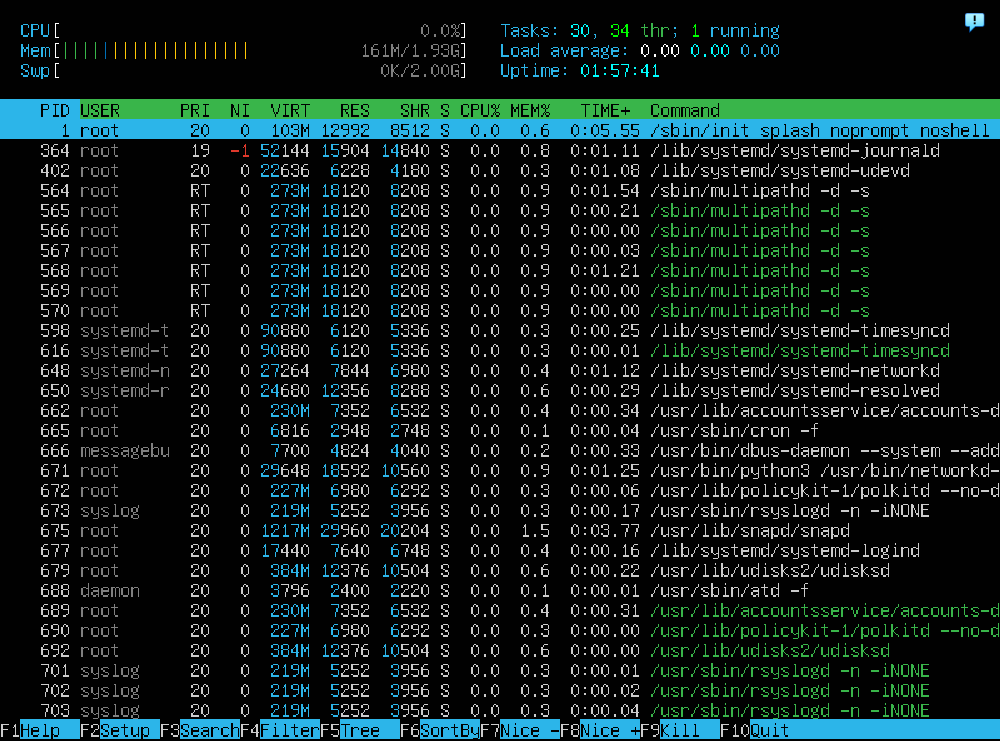 CPU[ 0.0%] Tasks: 30, 34 thr; 1 running
Mem[||||||||||||||||||| 161M/1.93G] Load average: 0.00 0.00 0.00
Swp[ 0K/2.00G] Uptime: 01:57:41
PID USER PRI NI VIRT RES SHR S CPU% MEM% TIME+ Command
1 root 20 0 103M 12992 8512 S 0.0 0.6 0:05.55 /sbin/init splash noprompt noshell
364 root 19 -1 52144 15904 14840 S 0.0 0.8 0:01.11 /lib/systemd/systemd-journald
402 root 20 0 22636 6228 4180 S 0.0 0.3 0:01.08 /lib/systemd/systemd-udevd
564 root RT 0 273M 18120 8208 S 0.0 0.9 0:01.54 /sbin/multipathd -d -s
565 root RT 0 273M 18120 8208 S 0.0 0.9 0:00.21 /sbin/multipathd -d -s
566 root RT 0 273M 18120 8208 S 0.0 0.9 0:00.00 /sbin/multipathd -d -s
567 root RT 0 273M 18120 8208 S 0.0 0.9 0:00.03 /sbin/multipathd -d -s
568 root RT 0 273M 18120 8208 S 0.0 0.9 0:01.21 /sbin/multipathd -d -s
569 root RT 0 273M 18120 8208 S 0.0 0.9 0:00.00 /sbin/multipathd -d -s
570 root RT 0 273M 18120 8208 S 0.0 0.9 0:00.00 /sbin/multipathd -d -s
598 systemd-t 20 0 90880 6120 5336 S 0.0 0.3 0:00.25 /lib/systemd/systemd-timesyncd
616 systemd-t 20 0 90880 6120 5336 S 0.0 0.3 0:00.01 /lib/systemd/systemd-timesyncd
648 systemd-n 20 0 27264 7844 6980 S 0.0 0.4 0:01.12 /lib/systemd/systemd-networkd
650 systemd-r 20 0 24680 12356 8288 S 0.0 0.6 0:00.29 /lib/systemd/systemd-resolved
662 root 20 0 230M 7352 6532 S 0.0 0.4 0:00.34 /usr/lib/accountsservice/accounts-d
665 root 20 0 6816 2948 2748 S 0.0 0.1 0:00.04 /usr/sbin/cron -f
666 messagebu 20 0 7700 4824 4040 S 0.0 0.2 0:00.33 /usr/bin/dbus-daemon --system --add
671 root 20 0 29648 18592 10560 S 0.0 0.9 0:01.25 /usr/bin/python3 /usr/bin/networkd-
672 root 20 0 227M 6980 6292 S 0.0 0.3 0:00.06 /usr/lib/policykit-1/polkitd --no-d
673 syslog 20 0 219M 5252 3956 S 0.0 0.3 0:00.17 /usr/sbin/rsyslogd -n -iNONE
675 root 20 0 1217M 29960 20204 S 0.0 1.5 0:03.77 /usr/lib/snapd/snapd
677 root 20 0 17440 7640 6748 S 0.0 0.4 0:00.16 /lib/systemd/systemd-logind
679 root 20 0 384M 12376 10504 S 0.0 0.6 0:00.22 /usr/lib/udisks2/udisksd
688 daemon 20 0 3796 2400 2220 S 0.0 0.1 0:00.01 /usr/sbin/atd -f
689 root 20 0 230M 7352 6532 S 0.0 0.4 0:00.31 /usr/lib/accountsservice/accounts-d
690 root 20 0 227M 6980 6292 S 0.0 0.3 0:00.00 /usr/lib/policykit-1/polkitd --no-d
692 root 20 0 384M 12376 10504 S 0.0 0.6 0:00.00 /usr/lib/udisks2/udisksd
701 syslog 20 0 219M 5252 3956 S 0.0 0.3 0:00.01 /usr/sbin/rsyslogd -n -iNONE
702 syslog 20 0 219M 5252 3956 S 0.0 0.3 0:00.02 /usr/sbin/rsyslogd -n -iNONE
703 syslog 20 0 219M 5252 3956 S 0.0 0.3 0:00.04 /usr/sbin/rsyslogd -n -iNONE
F1Help F2Setup F3SearchF4FilterF5Tree F6SortByF7Nice -F8Nice +F9Kill F10Quit